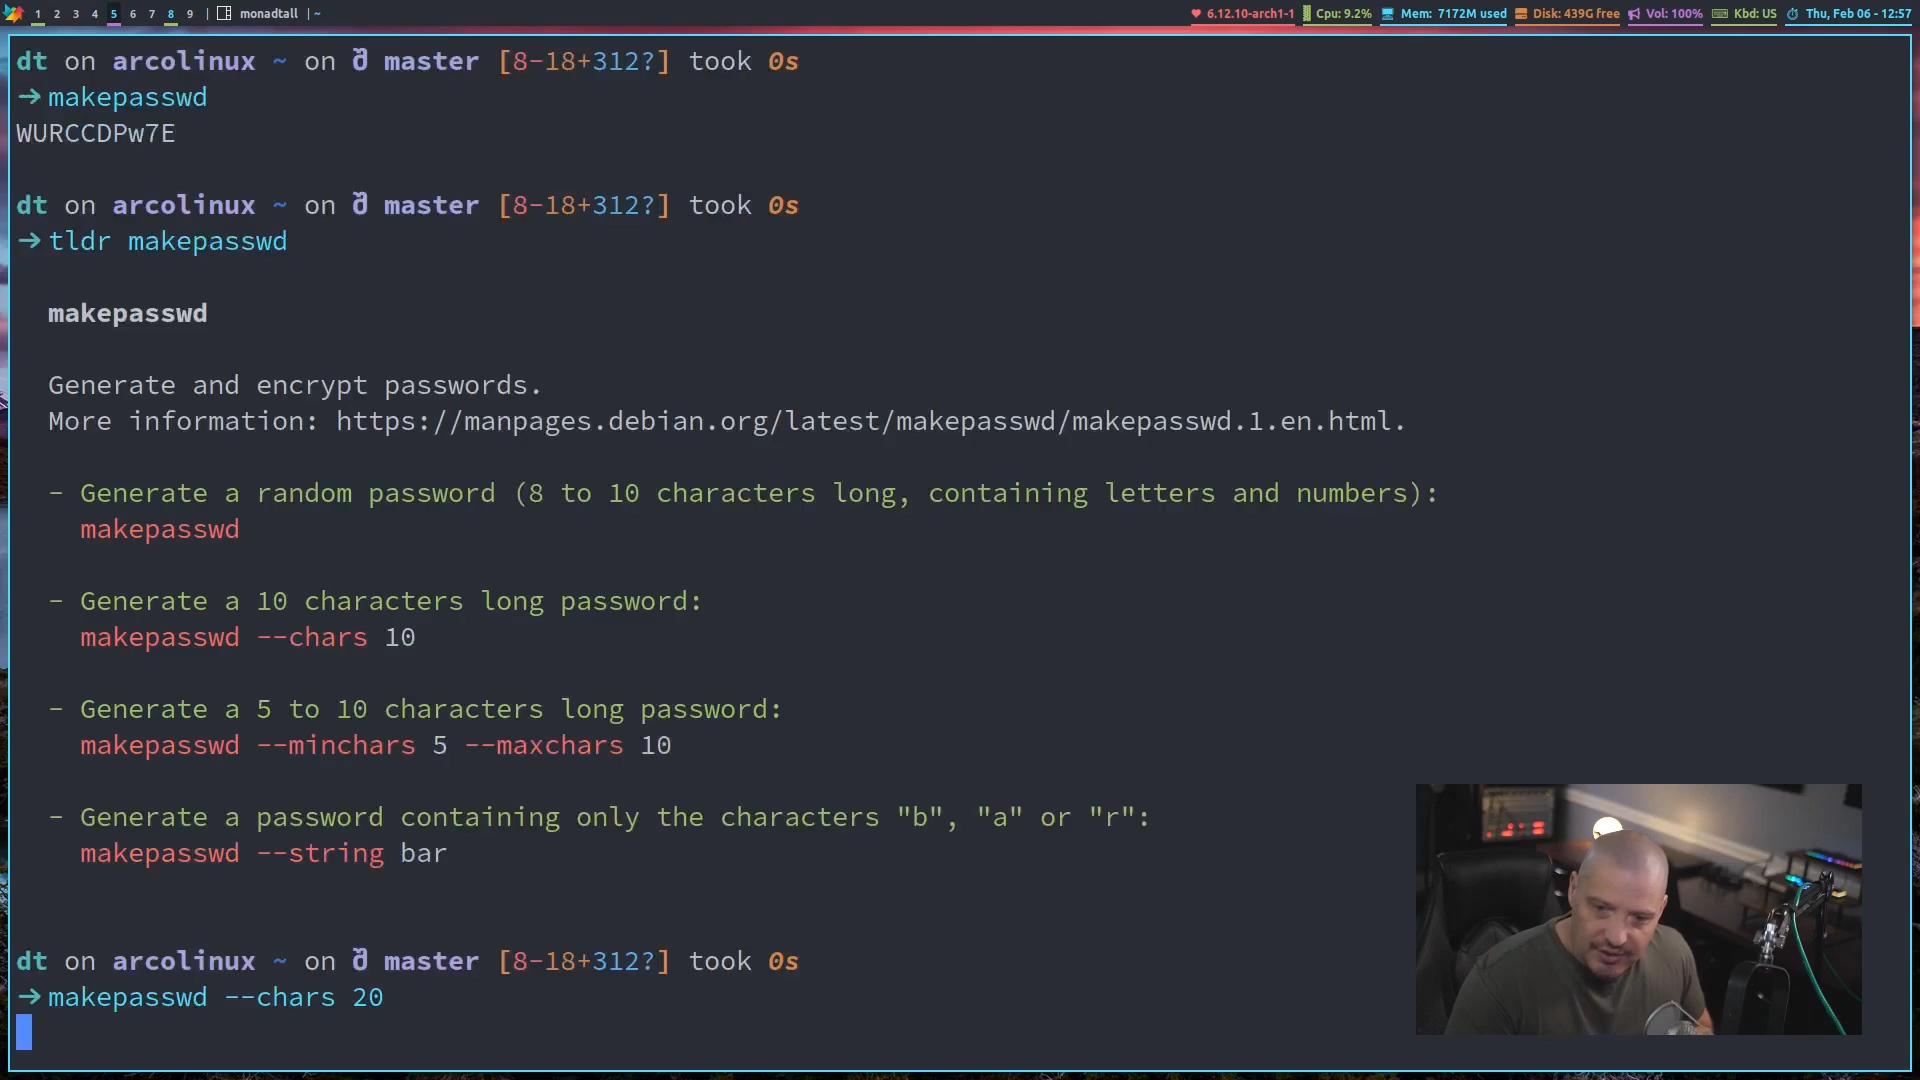 1 2 3 4 5 6 7 8 9 | monadtall | ~
6.12.10-arch1-1 Cpu: 9.2% Mem: 7172M used Disk: 439G free Vol: 100% Kbd: US Thu, Feb 06 - 12:57
dt on arcolinux ~ on master [8-18+312?] took 0s
→ makepasswd
WURCCDPw7E
dt on arcolinux ~ on master [8-18+312?] took 0s
→ tldr makepasswd
makepasswd
Generate and encrypt passwords.
More information: https://manpages.debian.org/latest/makepasswd/makepasswd.1.en.html.
- Generate a random password (8 to 10 characters long, containing letters and numbers):
makepasswd
- Generate a 10 characters long password:
makepasswd --chars 10
- Generate a 5 to 10 characters long password:
makepasswd --minchars 5 --maxchars 10
- Generate a password containing only the characters "b", "a" or "r":
makepasswd --string bar
dt on arcolinux ~ on master [8-18+312?] took 0s
→ makepasswd --chars 20